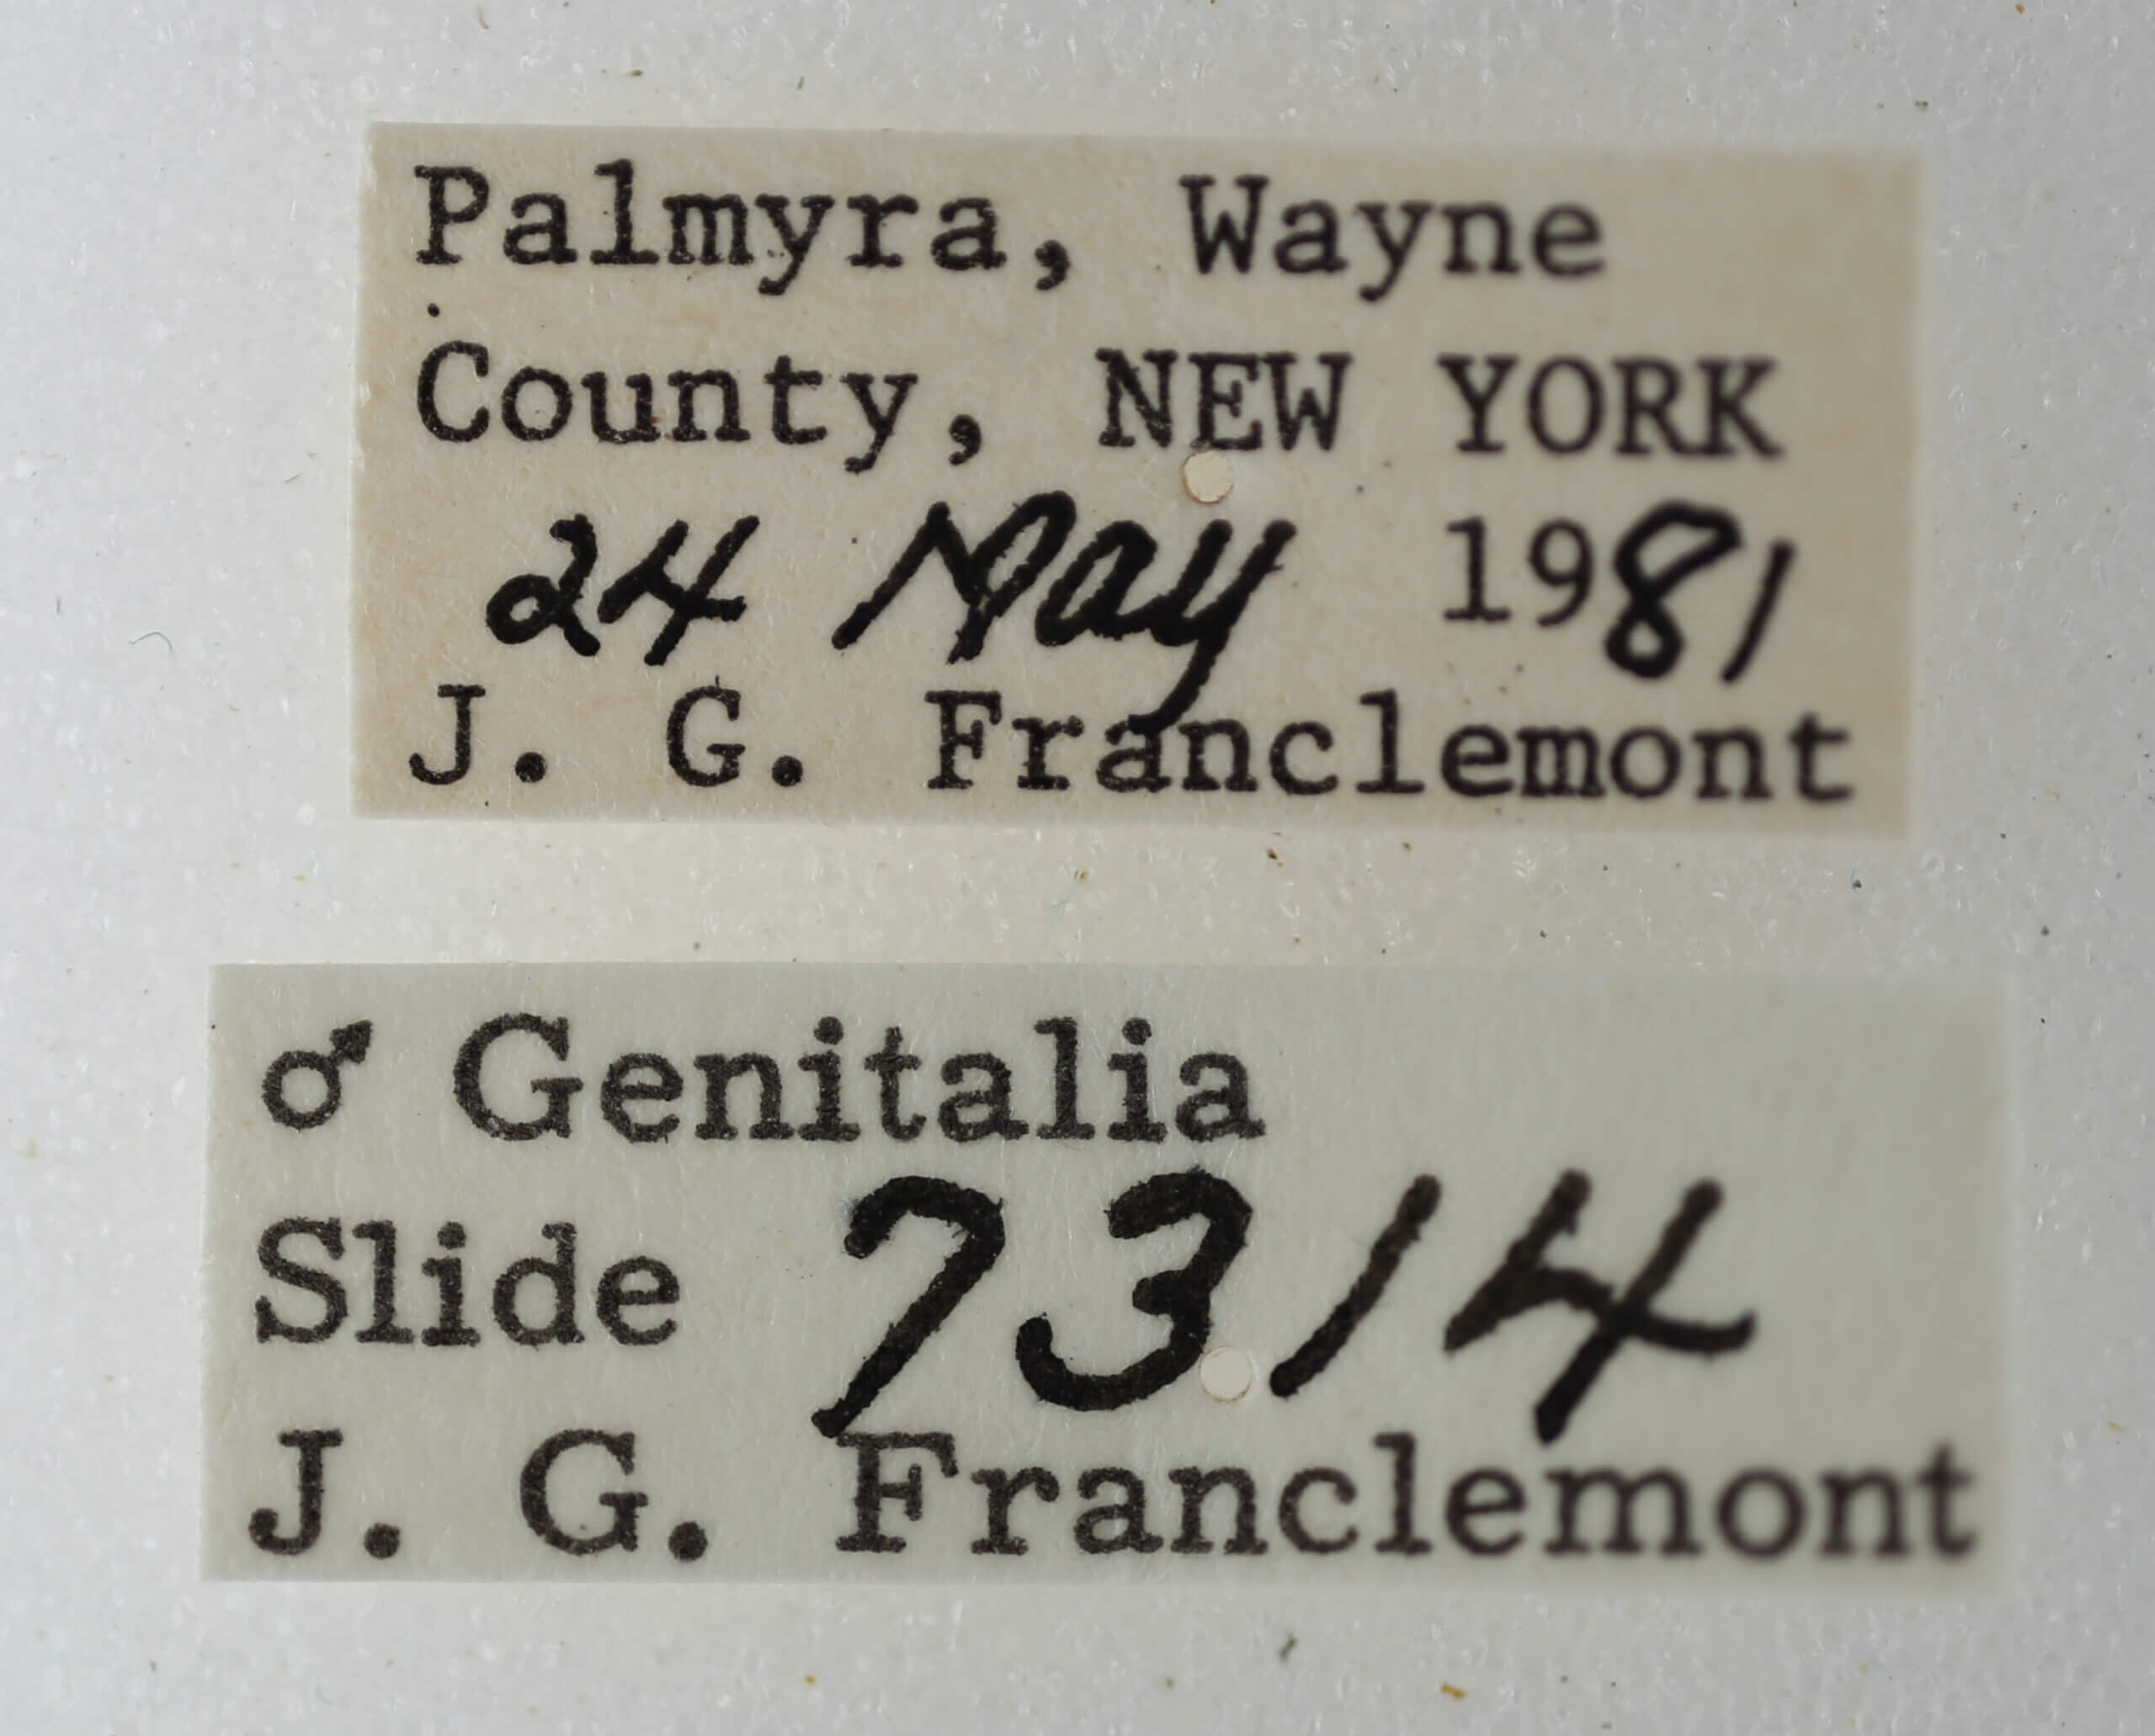 Palmyra, Wayne
County, NEW YORK
24 May 1981
J. G. Franclemont
♂ Genitalia
Slide 7314
J. G. Franclemont